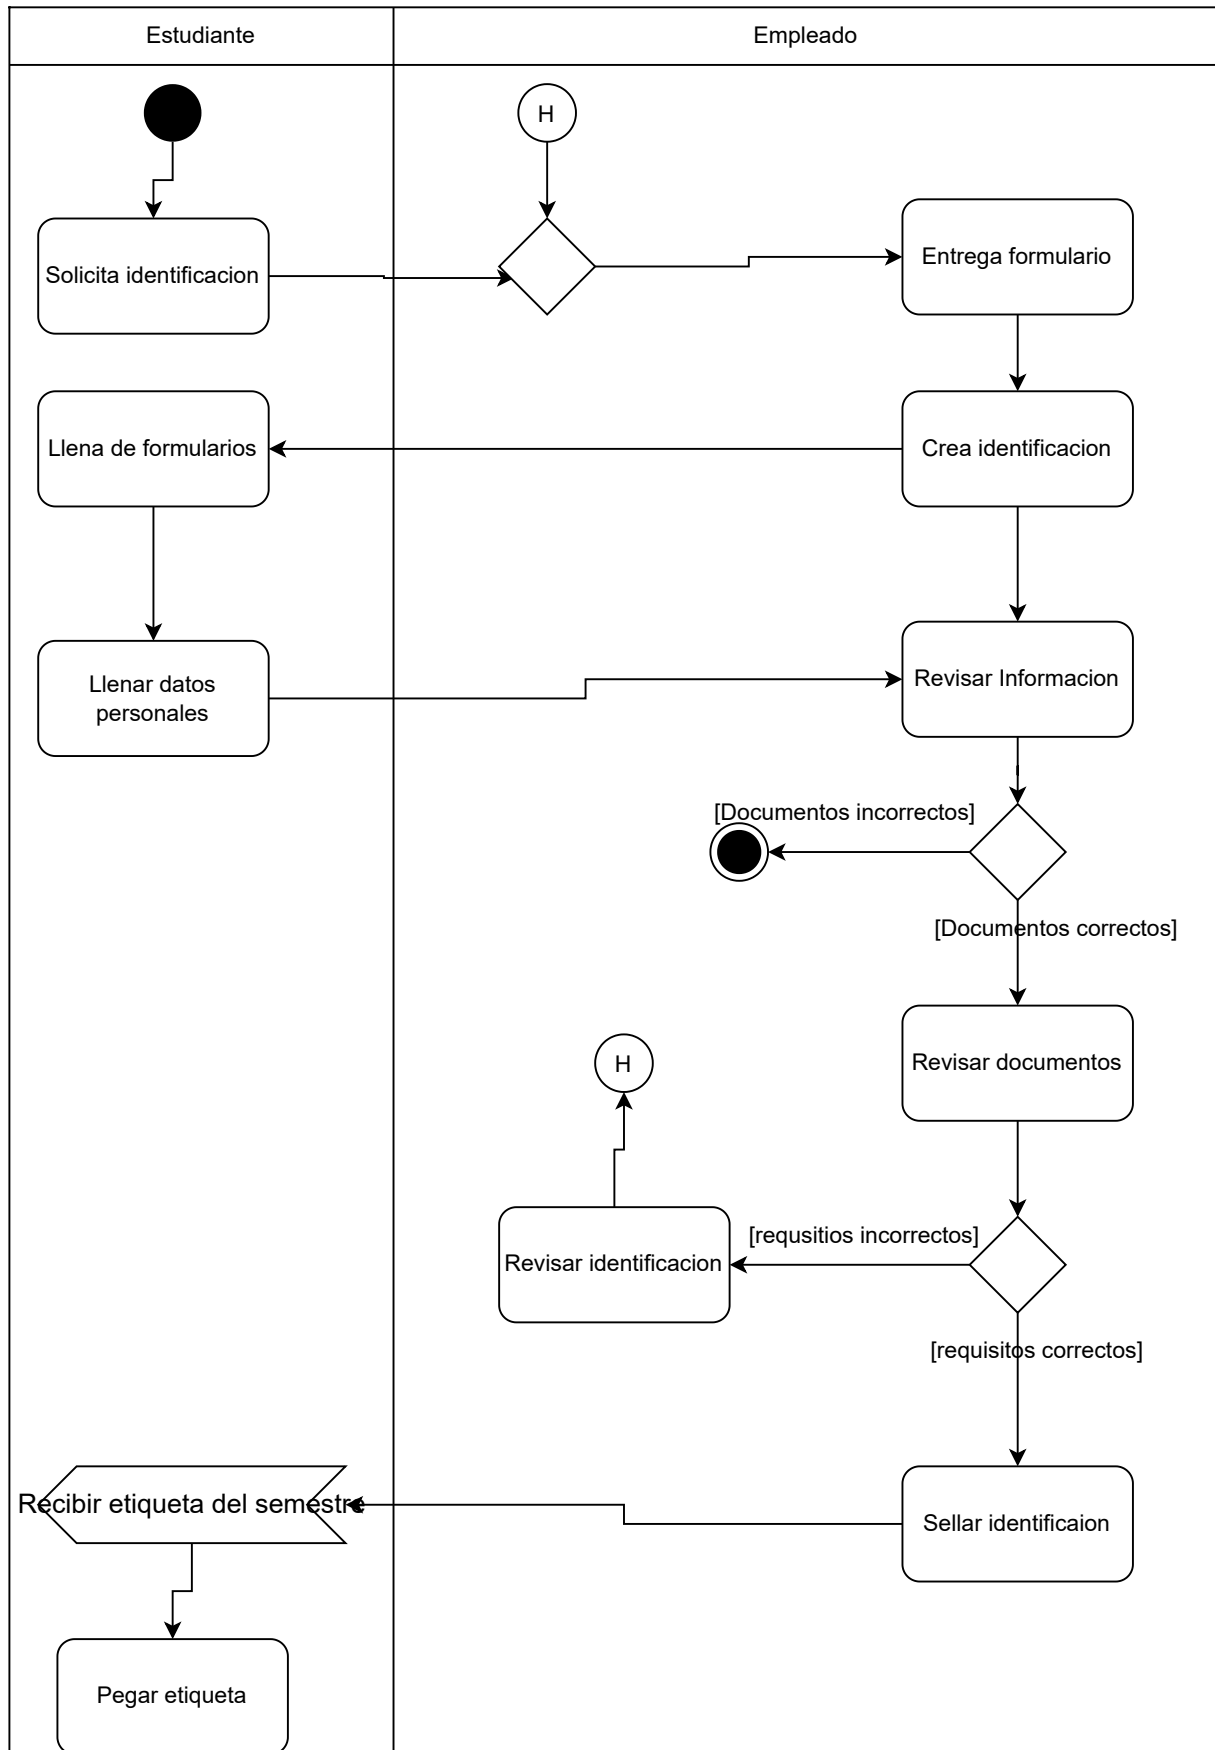 Estudiante
Empleado
H
Solicita identificacion
Entrega formulario
Llena de formularios
Crea identificacion
Llenar datos
personales
Revisar Informacion
[Documentos incorrectos]
[Documentos correctos]
H
Revisar documentos
Revisar identificacion
[requsitios incorrectos]
[requisitos correctos]
Recibir etiqueta del semestre
Sellar identificaion
Pegar etiqueta